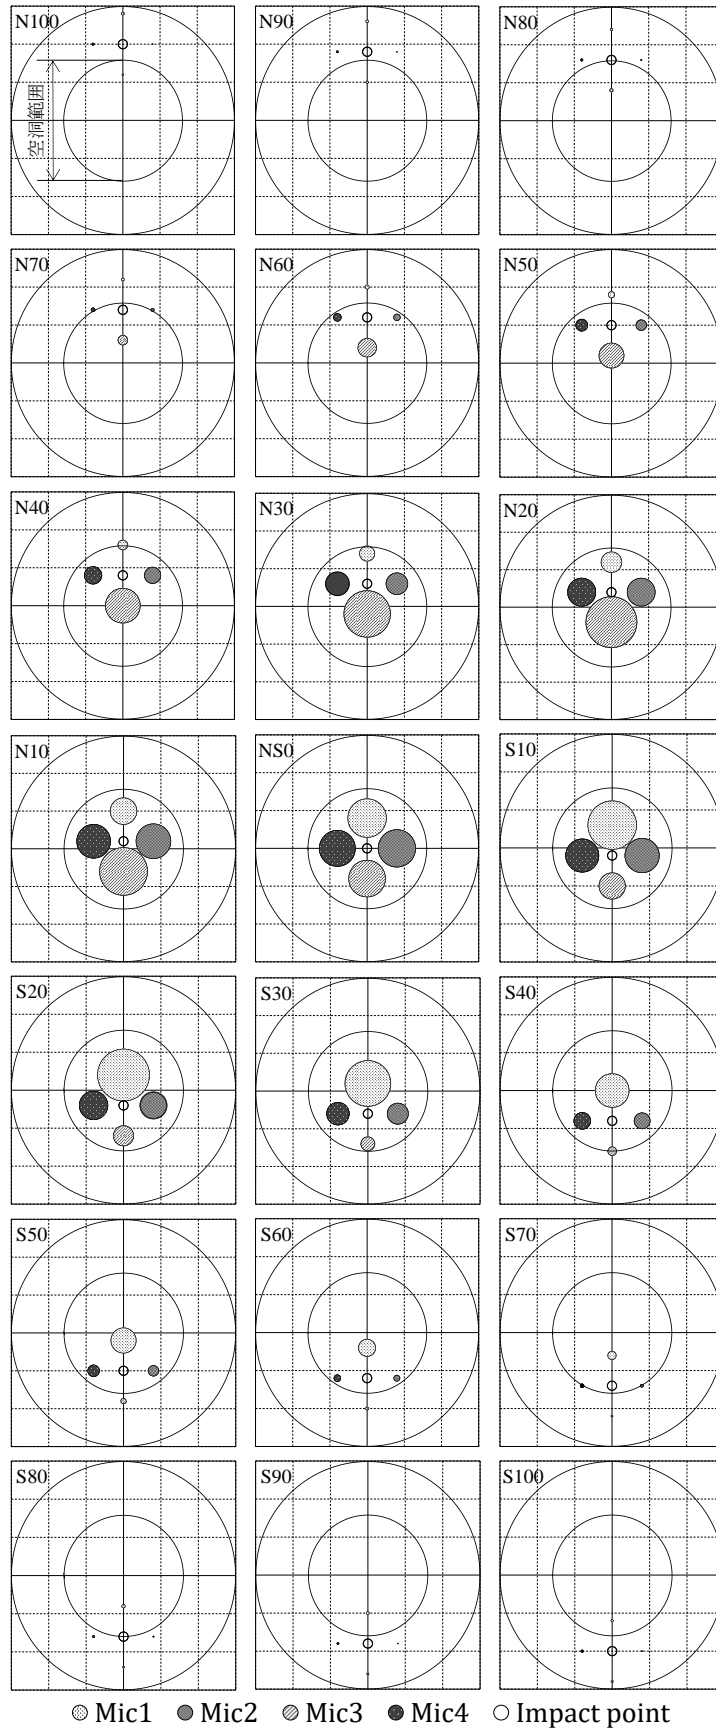 N100 N90 N80
空洞範囲
N70 N60 N50
N40 N30 N20
N10 NS0 S10
S20 S30 S40
S50 S60 S70
S80 S90 S100
Mic1 Mic2 Mic3 Mic4 Impact point